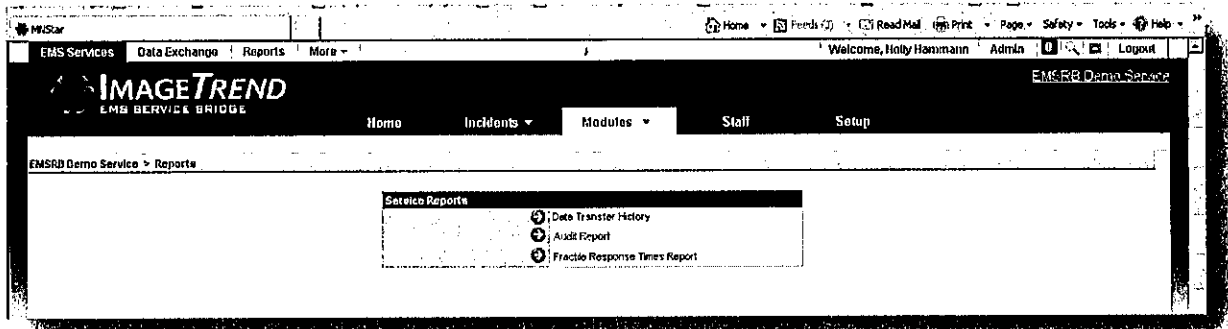 MNStar
Home Feeds (J) Read Mail Print Page Safety Tools Help »
EMS Services Data Exchange Reports More
Welcome, Holly Hammann Admin Logout
IMAGETREND
EMS SERVICE BRIDGE
EMSRB Demo Service
Home Incidents Modules Staff Setup
EMSRB Demo Service > Reports
Service Reports
Data Transfer History
Audit Report
Fractile Response Times Report